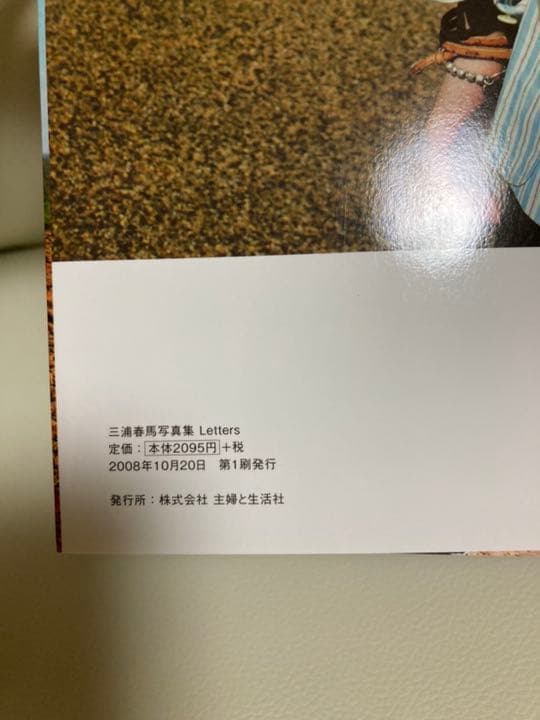 三浦春馬写真集 Letters
定価：本体2095円+税
2008年10月20日　第1刷発行
発行所：株式会社 主婦と生活社